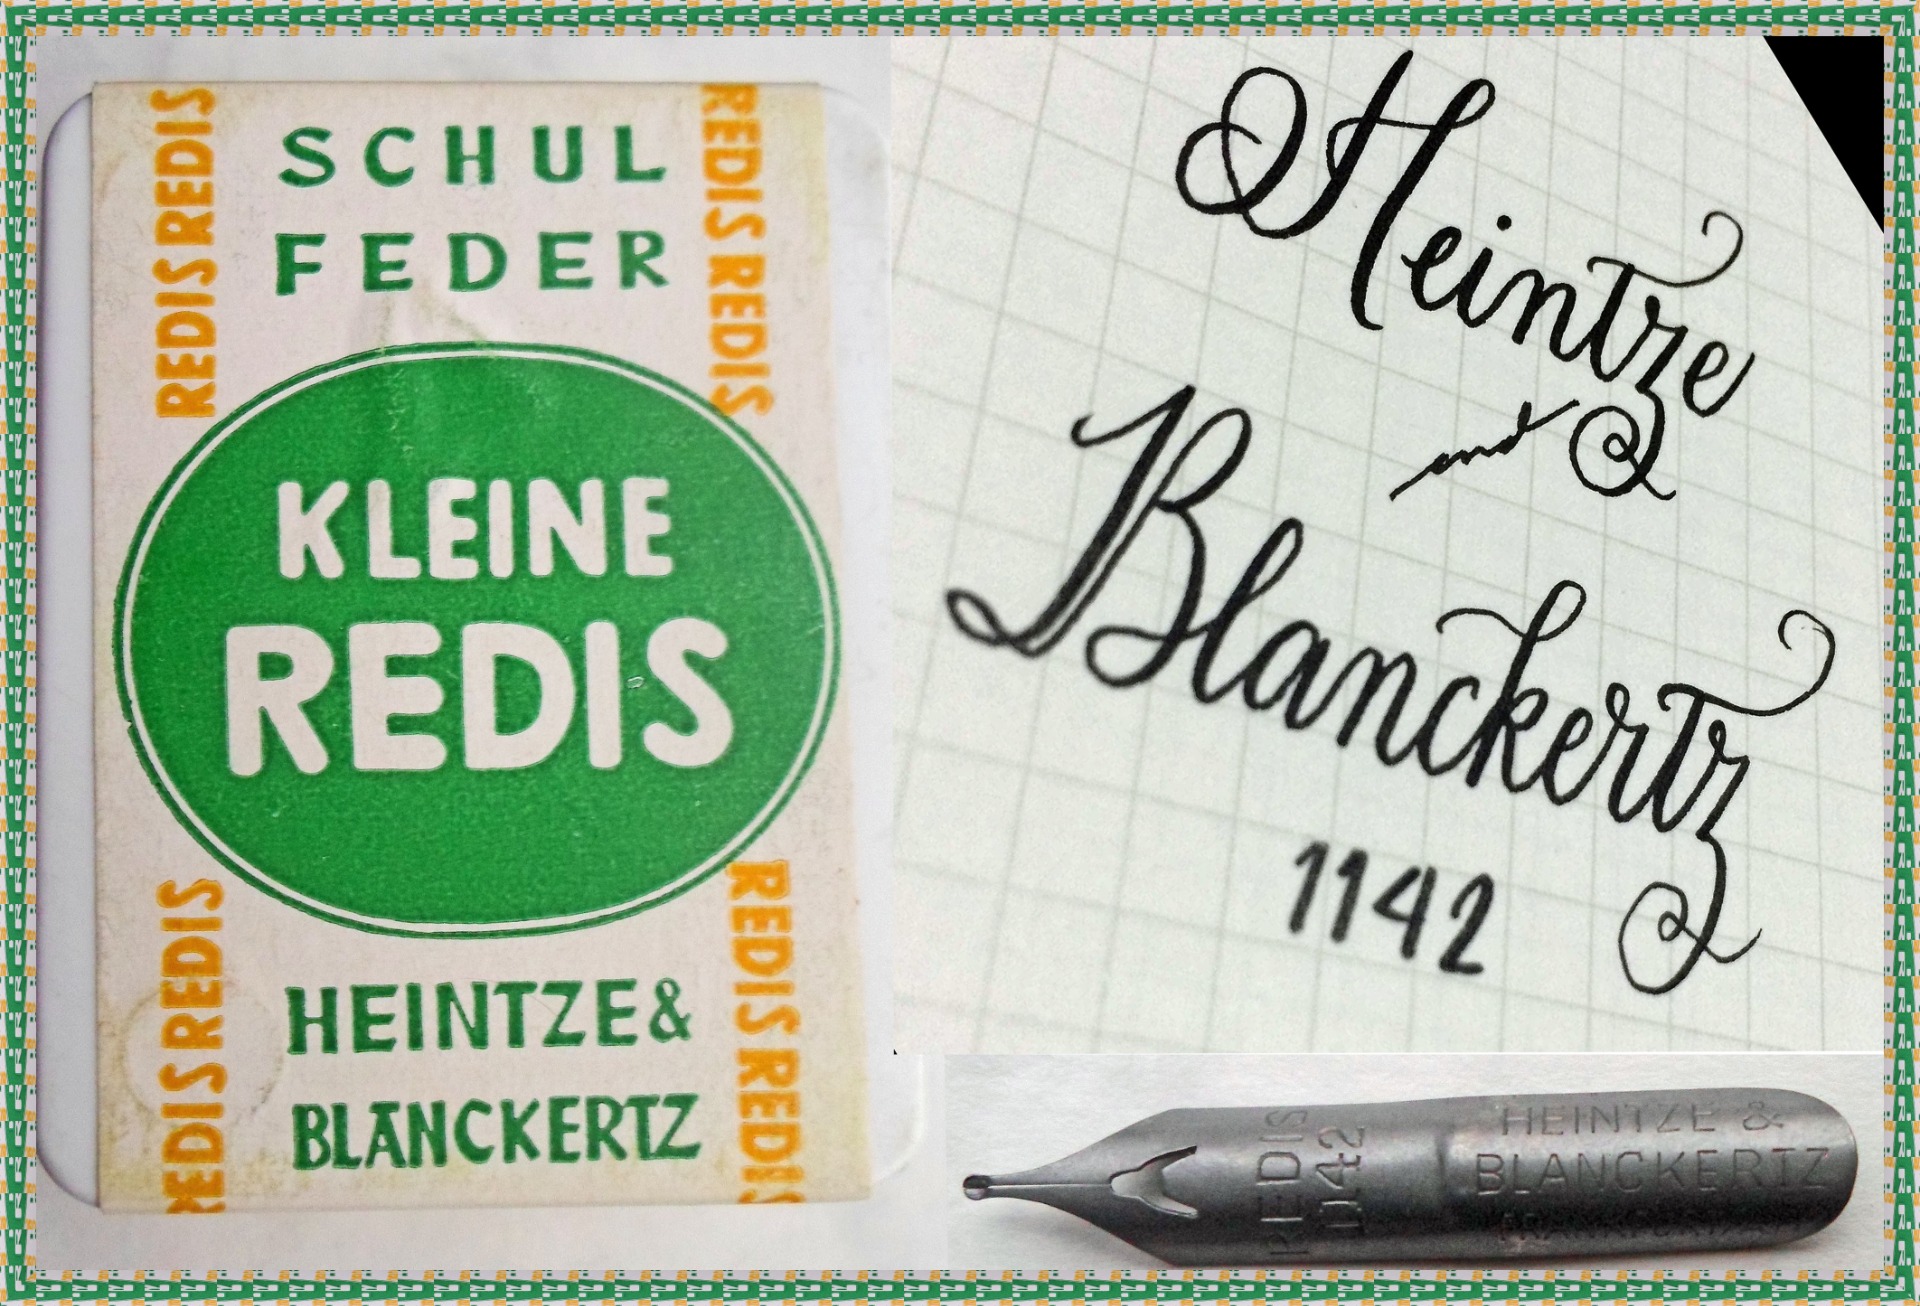 SCHUL
FEDER
REDIS REDIS
REDIS REDIS
KLEINE
REDIS
REDIS REDIS
REDIS REDIS
HEINTZE &
BLANCKERTZ
Heintze
and
Blanckertz
1142
REDIS
1142
HEINTZE &
BLANCKERTZ